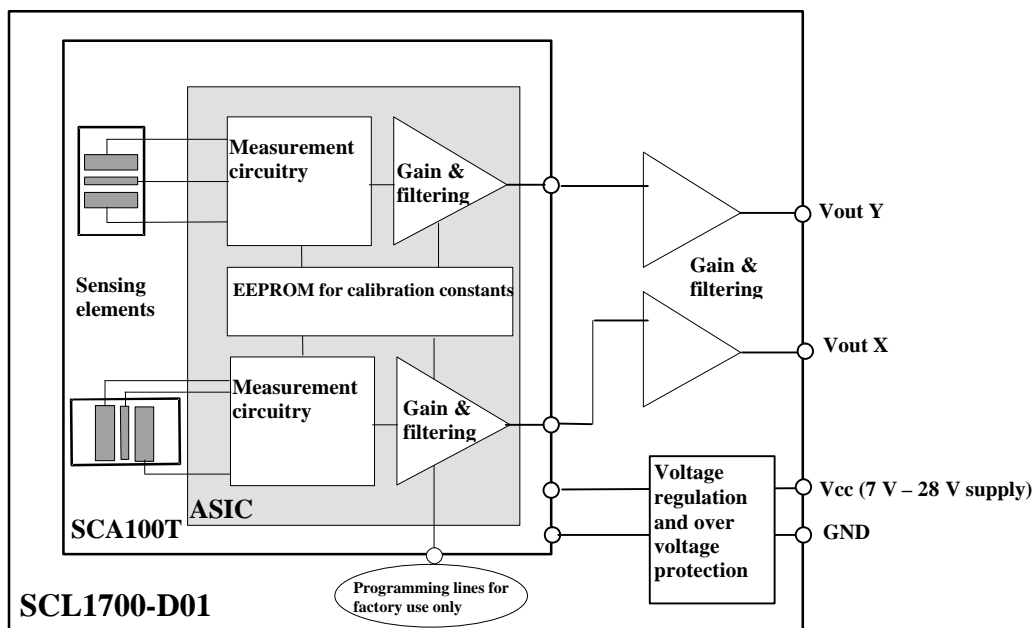 Measurement
circuitry
Gain &
filtering
Vout Y
Sensing
elements
EEPROM for calibration constants
Gain &
filtering
Vout X
Measurement
circuitry
Gain &
filtering
Voltage
regulation
and over
voltage
protection
Vcc (7 V – 28 V supply)
GND
ASIC
SCA100T
Programming lines for
factory use only
SCL1700-D01